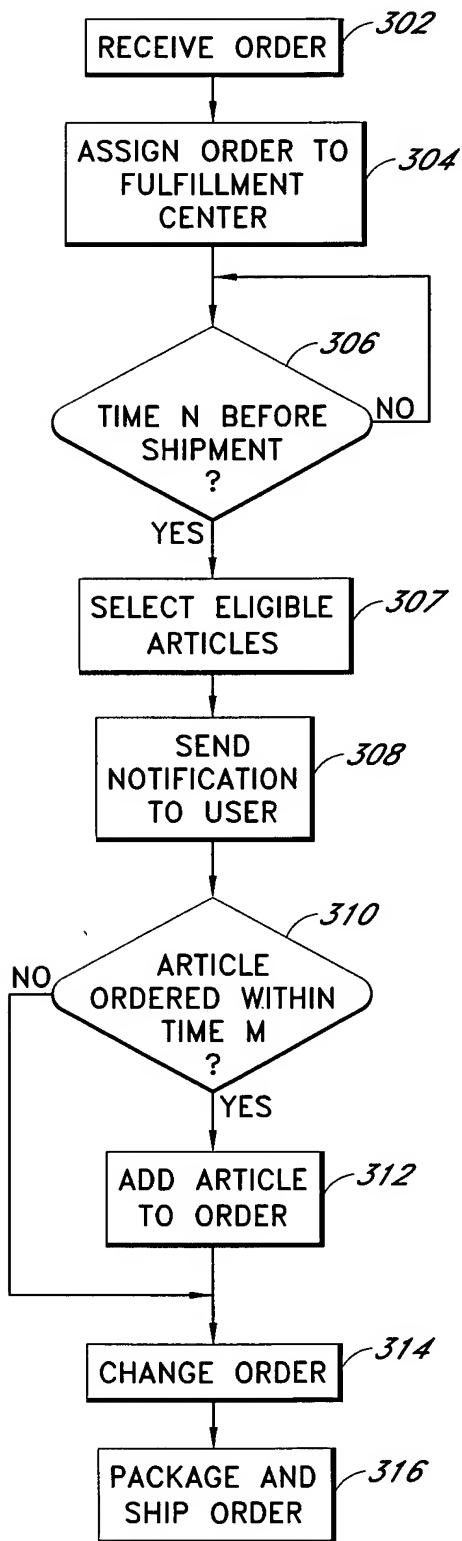 302
RECEIVE ORDER
ASSIGN ORDER TO
FULFILLMENT
CENTER
304
306
TIME N BEFORE
SHIPMENT
?
NO
YES
SELECT ELIGIBLE
ARTICLES
307
SEND
NOTIFICATION
TO USER
308
310
NO
ARTICLE
ORDERED WITHIN
TIME M
?
YES
ADD ARTICLE
TO ORDER
312
CHANGE ORDER
314
PACKAGE AND
SHIP ORDER
316